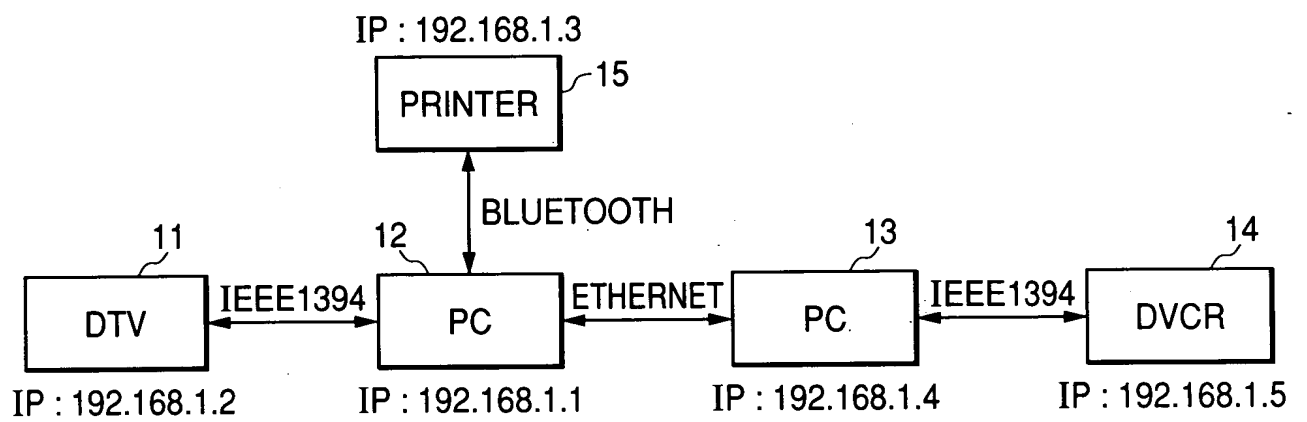 IP : 192.168.1.3
15
PRINTER
BLUETOOTH
11
12
13
14
DTV
IEEE1394
PC
ETHERNET
PC
IEEE1394
DVCR
IP : 192.168.1.2
IP : 192.168.1.1
IP : 192.168.1.4
IP : 192.168.1.5